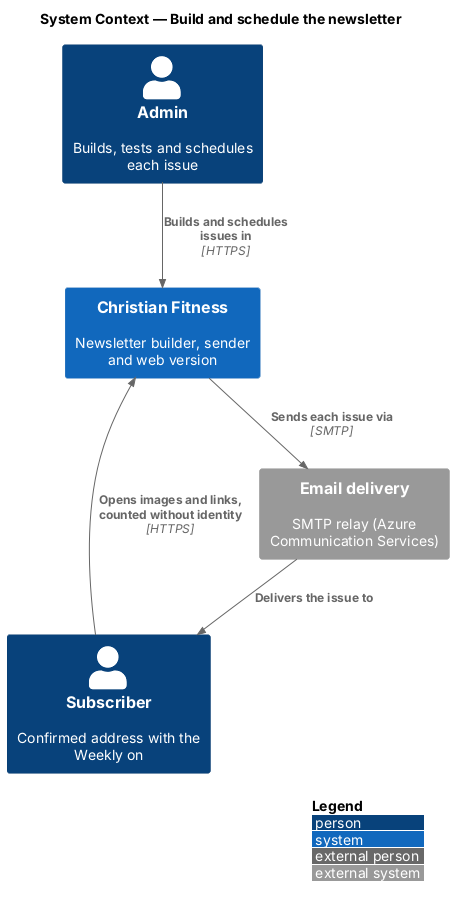 System Context — Build and schedule the newsletter
Admin
Builds, tests and schedules
each issue
Builds and schedules
issues in
[HTTPS]
Christian Fitness
Newsletter builder, sender
and web version
Sends each issue via
[SMTP]
Email delivery
SMTP relay (Azure
Communication Services)
Opens images and links,
counted without identity
[HTTPS]
Delivers the issue to
Subscriber
Confirmed address with the
Weekly on
Legend
person
system
external person
external system